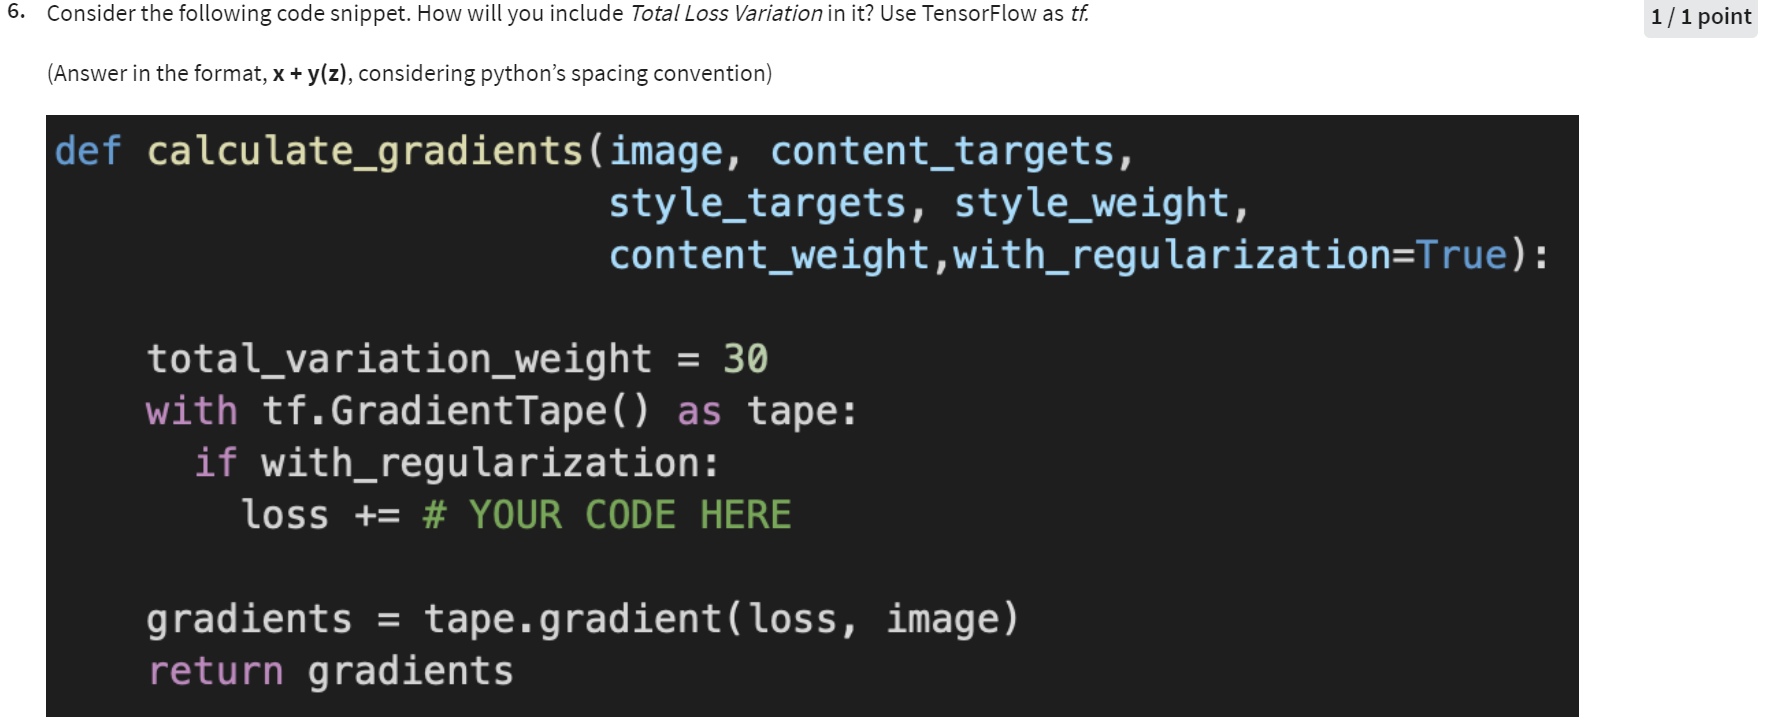 6. Consider the following code snippet. How will you include Total Loss Variation in it? Use TensorFlow as tf.
1 / 1 point
(Answer in the format, x + y(z), considering python's spacing convention)
def calculate_gradients(image, content_targets,
style_targets, style_weight,
content_weight,with_regularization=True):
total_variation_weight = 30
with tf.GradientTape() as tape:
if with_regularization:
loss += # YOUR CODE HERE
gradients = tape.gradient(loss, image)
return gradients